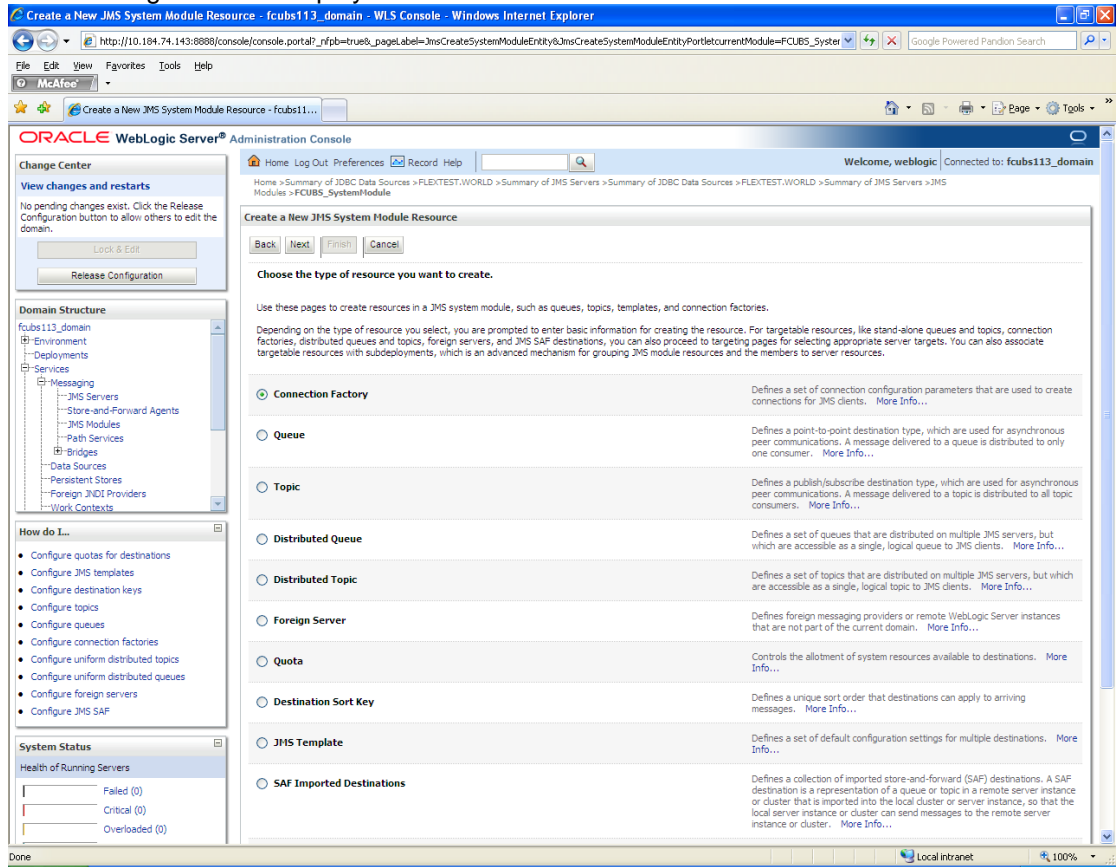 Create a New JMS System Module Resource - fcubs113_domain - WLS Console - Windows Internet Explorer
http://10.184.74.143:8888/console/console.portal?_nfpb=true&_pageLabel=JmsCreateSystemModuleEntity&JmsCreateSystemModuleEntityPortletcurrentModule=FCUBS_Syster
Google Powered Pandion Search
File Edit View Favorites Tools Help
McAfee
Create a New JMS System Module Resource - fcubs11...
Page Tools
ORACLE WebLogic Server® Administration Console
Change Center
View changes and restarts
No pending changes exist. Click the Release
Configuration button to allow others to edit the
domain.
Lock & Edit
Release Configuration
Domain Structure
fcubs113_domain
Environment
Deployments
Services
Messaging
JMS Servers
Store-and-Forward Agents
JMS Modules
Path Services
Bridges
Data Sources
Persistent Stores
Foreign JNDI Providers
Work Contexts
How do I...
Configure quotas for destinations
Configure JMS templates
Configure destination keys
Configure topics
Configure queues
Configure connection factories
Configure uniform distributed topics
Configure uniform distributed queues
Configure foreign servers
Configure JMS SAF
System Status
Health of Running Servers
Failed (0)
Critical (0)
Overloaded (0)
Home Log Out Preferences Record Help
Welcome, weblogic Connected to: fcubs113_domain
Home >Summary of JDBC Data Sources >FLEXTEST.WORLD >Summary of JMS Servers >Summary of JDBC Data Sources >FLEXTEST.WORLD >Summary of JMS Servers >JMS
Modules >FCUBS_SystemModule
Create a New JMS System Module Resource
Back Next Finish Cancel
Choose the type of resource you want to create.
Use these pages to create resources in a JMS system module, such as queues, topics, templates, and connection factories.
Depending on the type of resource you select, you are prompted to enter basic information for creating the resource. For targetable resources, like stand-alone queues and topics, connection
factories, distributed queues and topics, foreign servers, and JMS SAF destinations, you can also proceed to targeting pages for selecting appropriate server targets. You can also associate
targetable resources with subdeployments, which is an advanced mechanism for grouping JMS module resources and the members to server resources.
Connection Factory
Defines a set of connection configuration parameters that are used to create
connections for JMS clients. More Info...
Queue
Defines a point-to-point destination type, which are used for asynchronous
peer communications. A message delivered to a queue is distributed to only
one consumer. More Info...
Topic
Defines a publish/subscribe destination type, which are used for asynchronous
peer communications. A message delivered to a topic is distributed to all topic
consumers. More Info...
Distributed Queue
Defines a set of queues that are distributed on multiple JMS servers, but
which are accessible as a single, logical queue to JMS clients. More Info...
Distributed Topic
Defines a set of topics that are distributed on multiple JMS servers, but which
are accessible as a single, logical topic to JMS clients. More Info...
Foreign Server
Defines foreign messaging providers or remote WebLogic Server instances
that are not part of the current domain. More Info...
Quota
Controls the allotment of system resources available to destinations. More
Info...
Destination Sort Key
Defines a unique sort order that destinations can apply to arriving
messages. More Info...
JMS Template
Defines a set of default configuration settings for multiple destinations. More
Info...
SAF Imported Destinations
Defines a collection of imported store-and-forward (SAF) destinations. A SAF
destination is a representation of a queue or topic in a remote server instance
or cluster that is imported into the local cluster or server instance, so that the
local server instance or cluster can send messages to the remote server
instance or cluster. More Info...
Done
Local intranet
100%